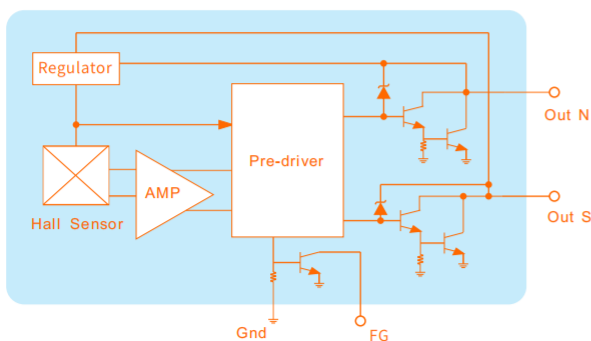 Regulator
Out N
Pre-driver
AMP
Out S
Hall Sensor
Gnd
FG